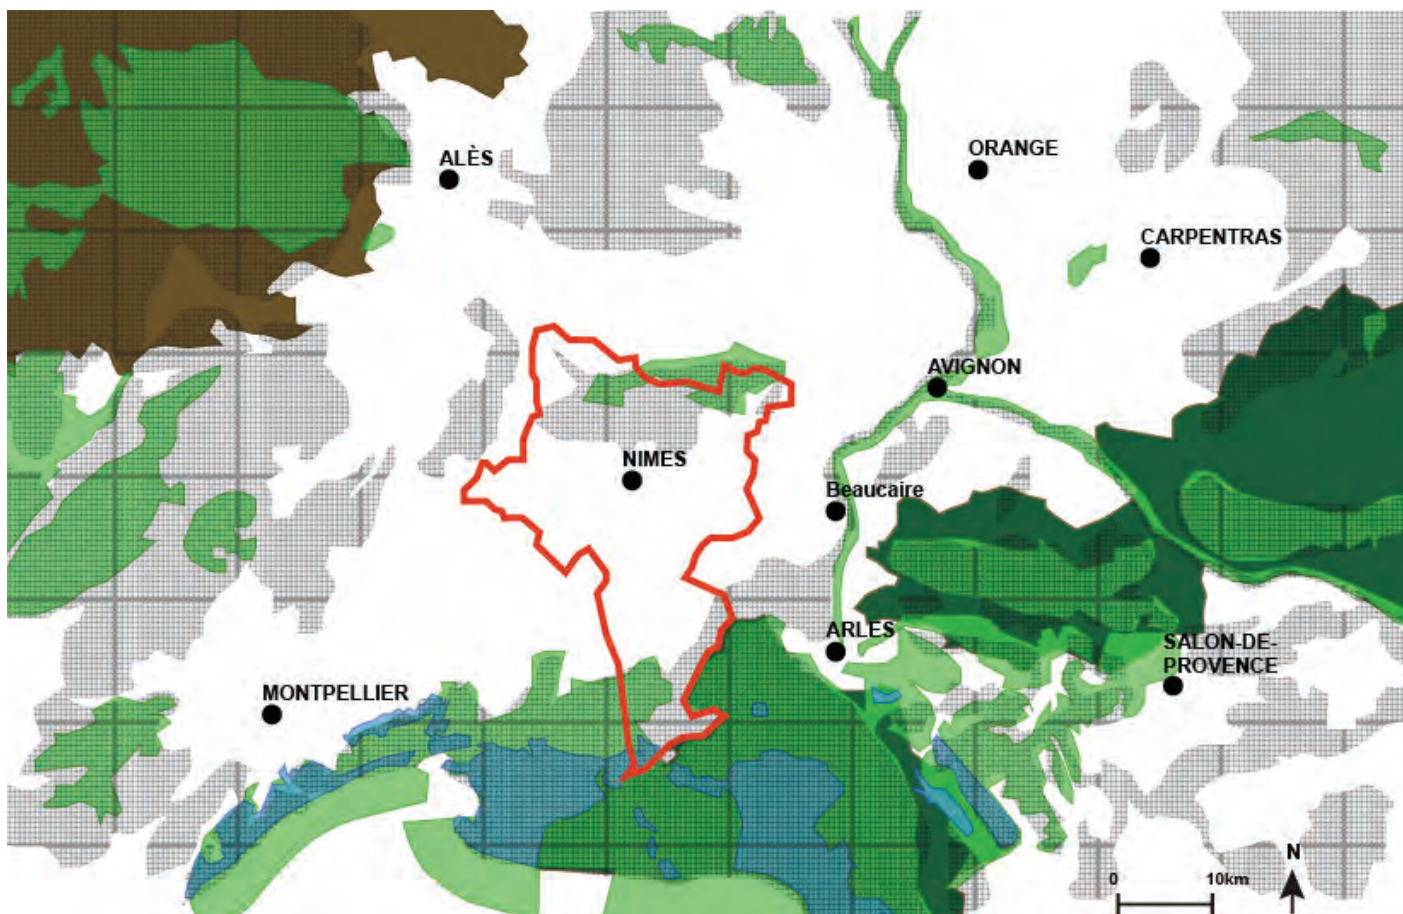 ORANGE
ALÈS
CARPENTRAS
AVIGNON
NIMES
Beaucaire
ARLES
SALON-DE-
PROVENCE
MONTPELLIER
N
0 10km